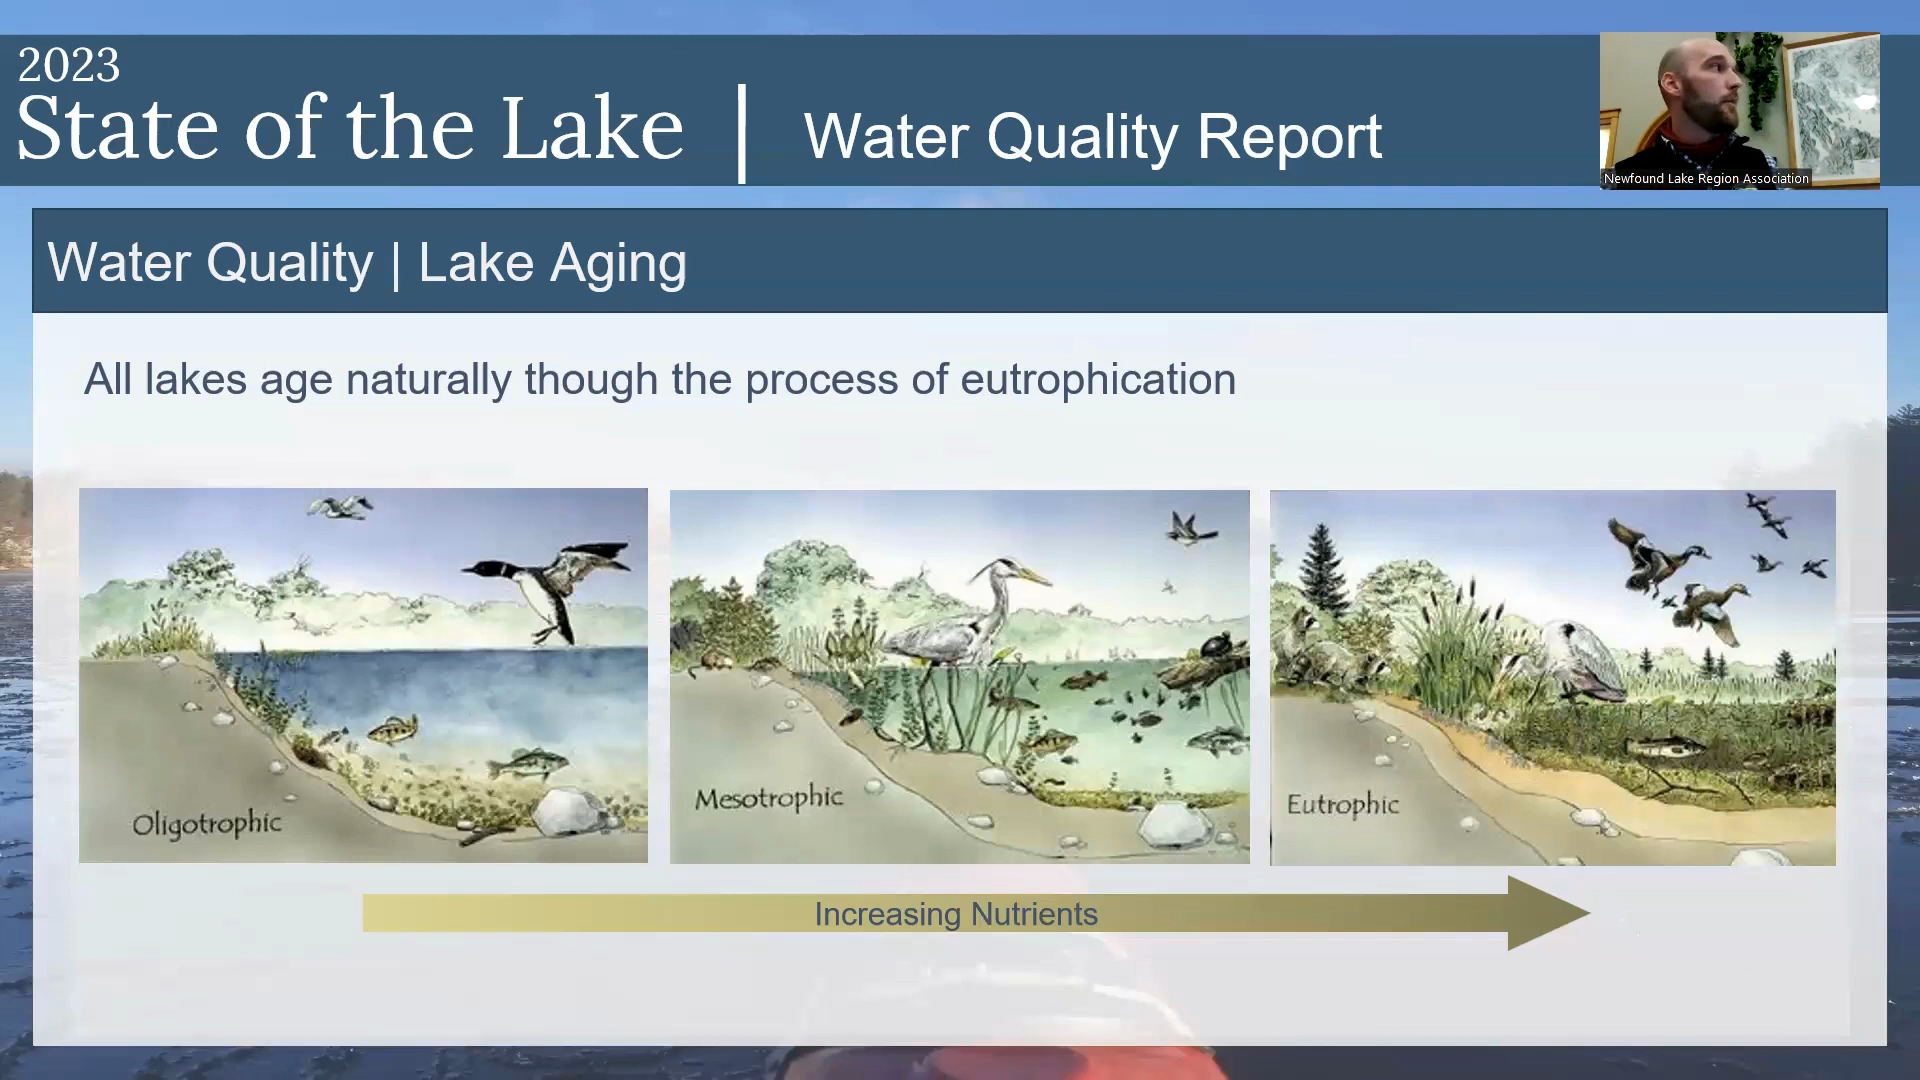 2023
State of the Lake | Water Quality Report
Newfound Lake Region Association
Water Quality | Lake Aging
All lakes age naturally though the process of eutrophication
Oligotrophic
Mesotrophic
Eutrophic
Increasing Nutrients